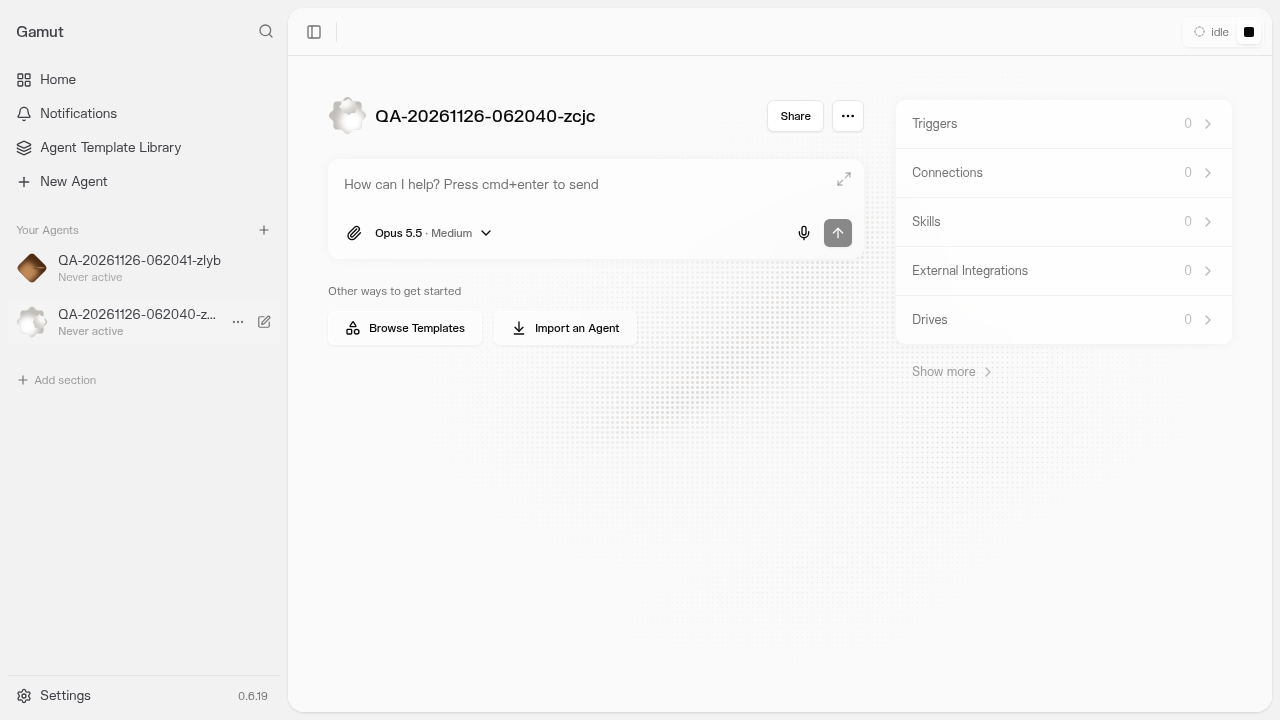 Gamut
Home
Notifications
Agent Template Library
New Agent
Your Agents
QA-20261126-062041-zlyb
Never active
QA-20261126-062040-z...
Never active
Add section
Settings
0.6.19
idle
QA-20261126-062040-zcjc
Share
How can I help? Press cmd+enter to send
Opus 5.5 · Medium
Other ways to get started
Browse Templates
Import an Agent
Triggers 0
Connections 0
Skills 0
External Integrations 0
Drives 0
Show more